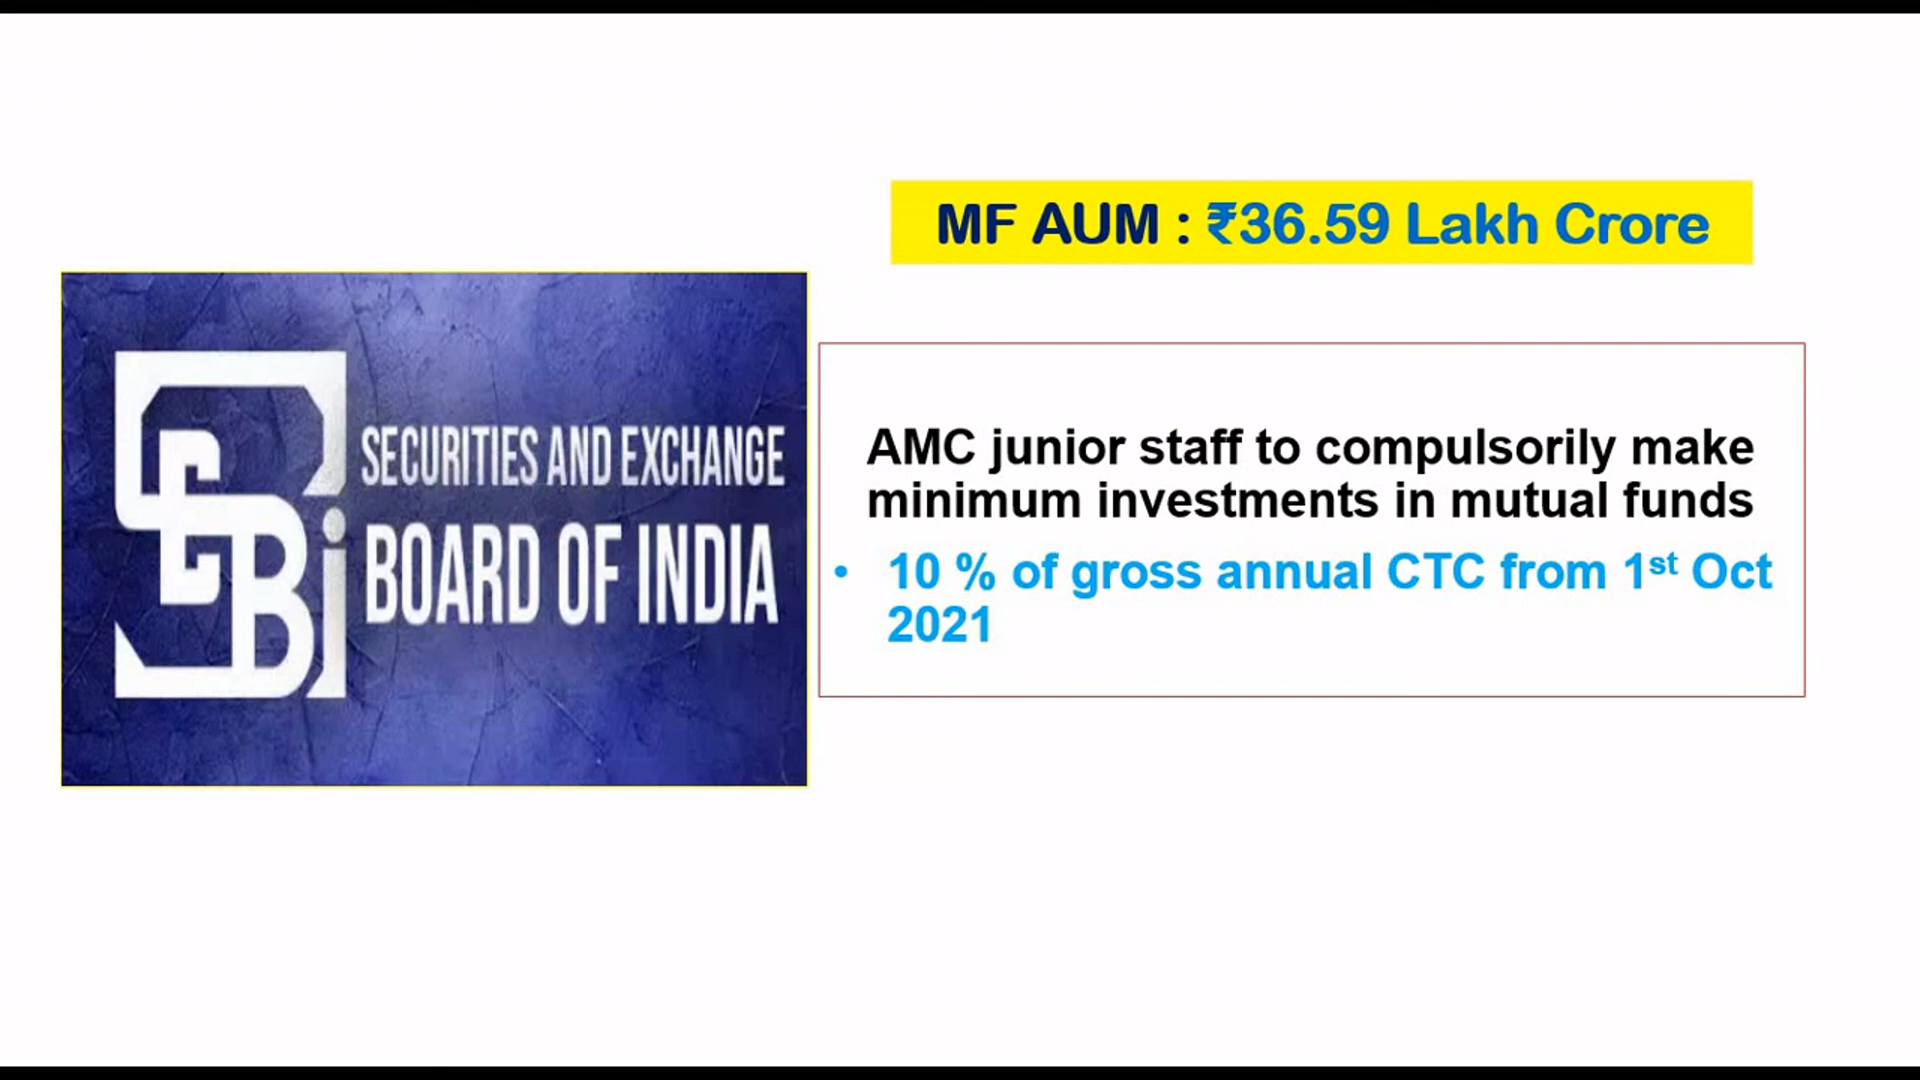 MF AUM : ₹36.59 Lakh Crore
SEBi
SECURITIES AND EXCHANGE
BOARD OF INDIA
AMC junior staff to compulsorily make
minimum investments in mutual funds
• 10 % of gross annual CTC from 1st Oct
2021